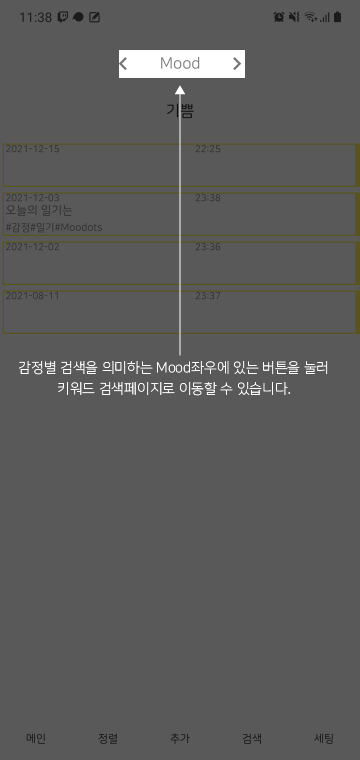 11:38
Mood
기쁨
2021-12-15 22:25
2021-12-03 23:38
오늘의 일기는
#감정#일기#Moodots
2021-12-02 23:36
2021-08-11 23:37
감정별 검색을 의미하는 Mood좌우에 있는 버튼을 눌러
키워드 검색페이지로 이동할 수 있습니다.
메인 정렬 추가 검색 세팅